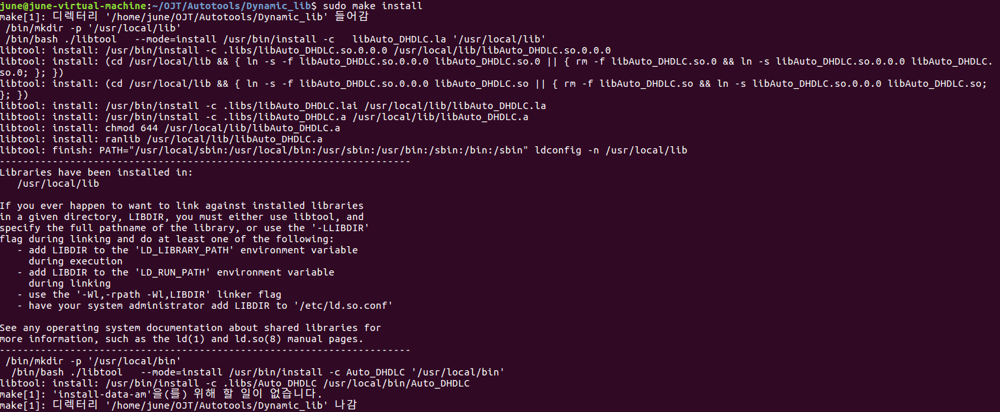 june@june-virtual-machine:~/OJT/Autotools/Dynamic_lib$ sudo make install
make[1]: 디렉터리 '/home/june/OJT/Autotools/Dynamic_lib' 들어감
 /bin/mkdir -p '/usr/local/lib'
 /bin/bash ./libtool   --mode=install /usr/bin/install -c   libAuto_DHDLC.la '/usr/local/lib'
libtool: install: /usr/bin/install -c .libs/libAuto_DHDLC.so.0.0.0 /usr/local/lib/libAuto_DHDLC.so.0.0.0
libtool: install: (cd /usr/local/lib && { ln -s -f libAuto_DHDLC.so.0.0.0 libAuto_DHDLC.so.0 || { rm -f libAuto_DHDLC.so.0 && ln -s libAuto_DHDLC.so.0.0.0 libAuto_DHDLC.
so.0; }; })
libtool: install: (cd /usr/local/lib && { ln -s -f libAuto_DHDLC.so.0.0.0 libAuto_DHDLC.so || { rm -f libAuto_DHDLC.so && ln -s libAuto_DHDLC.so.0.0.0 libAuto_DHDLC.so;
}; })
libtool: install: /usr/bin/install -c .libs/libAuto_DHDLC.lai /usr/local/lib/libAuto_DHDLC.la
libtool: install: /usr/bin/install -c .libs/libAuto_DHDLC.a /usr/local/lib/libAuto_DHDLC.a
libtool: install: chmod 644 /usr/local/lib/libAuto_DHDLC.a
libtool: install: ranlib /usr/local/lib/libAuto_DHDLC.a
libtool: finish: PATH="/usr/local/sbin:/usr/local/bin:/usr/sbin:/usr/bin:/sbin:/bin:/sbin" ldconfig -n /usr/local/lib
----------------------------------------------------------------------
Libraries have been installed in:
   /usr/local/lib

If you ever happen to want to link against installed libraries
in a given directory, LIBDIR, you must either use libtool, and
specify the full pathname of the library, or use the '-LLIBDIR'
flag during linking and do at least one of the following:
   - add LIBDIR to the 'LD_LIBRARY_PATH' environment variable
     during execution
   - add LIBDIR to the 'LD_RUN_PATH' environment variable
     during linking
   - use the '-Wl,-rpath -Wl,LIBDIR' linker flag
   - have your system administrator add LIBDIR to '/etc/ld.so.conf'

See any operating system documentation about shared libraries for
more information, such as the ld(1) and ld.so(8) manual pages.
----------------------------------------------------------------------
 /bin/mkdir -p '/usr/local/bin'
  /bin/bash ./libtool   --mode=install /usr/bin/install -c Auto_DHDLC '/usr/local/bin'
libtool: install: /usr/bin/install -c .libs/Auto_DHDLC /usr/local/bin/Auto_DHDLC
make[1]: 'install-data-am'을(를) 위해 할 일이 없습니다.
make[1]: 디렉터리 '/home/june/OJT/Autotools/Dynamic_lib' 나감